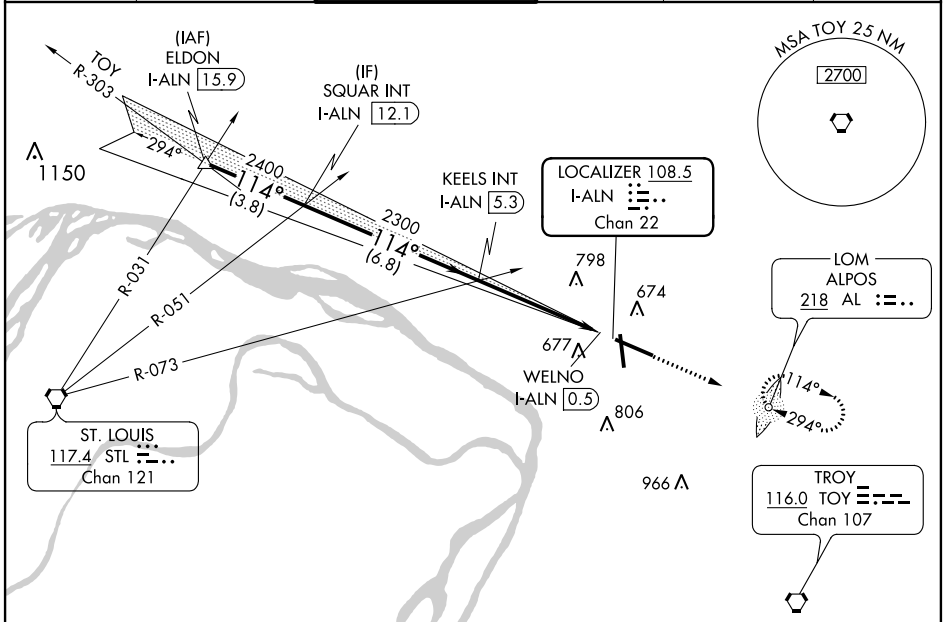 MSA TOY 25 NM
2700
(IAF)
ELDON
I-ALN 15.9
(IF)
SQUAR INT
I-ALN 12.1
TOY
R-303
294°
1150
2400
114°
(3.8)
2300
114°
(6.8)
KEELS INT
I-ALN 5.3
LOCALIZER 108.5
I-ALN
Chan 22
798
674
677
WELNO
I-ALN 0.5
806
966
R-031
R-051
R-073
ST. LOUIS
117.4 STL
Chan 121
LOM
ALPOS
218 AL
114°
294°
TROY
116.0 TOY
Chan 107